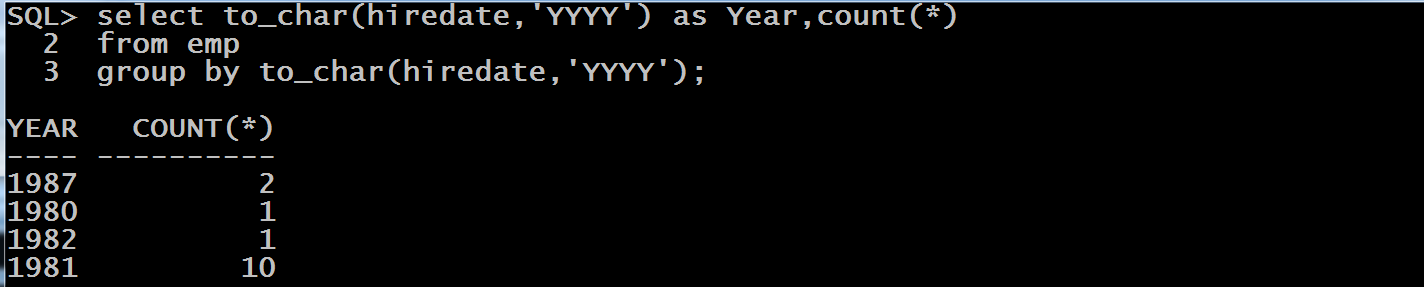 SQL> select to_char(hiredate,'YYYY') as Year,count(*)
  2  from emp
  3  group by to_char(hiredate,'YYYY');

YEAR   COUNT(*)
---- ----------
1987          2
1980          1
1982          1
1981         10